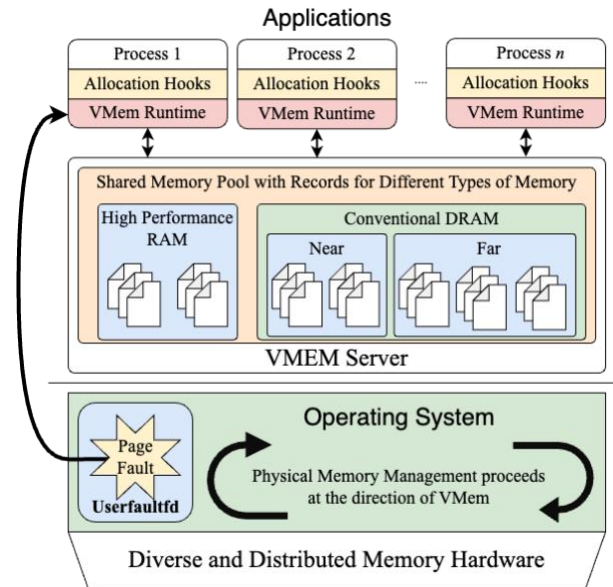 Applications
Process 1
Allocation Hooks
VMem Runtime
Process 2
Allocation Hooks
VMem Runtime
....
Process n
Allocation Hooks
VMem Runtime
Shared Memory Pool with Records for Different Types of Memory
High Performance
RAM
Conventional DRAM
Near
Far
VMEM Server
Page
Fault
Userfaultfd
Operating System
Physical Memory Management proceeds
at the direction of VMem
Diverse and Distributed Memory Hardware